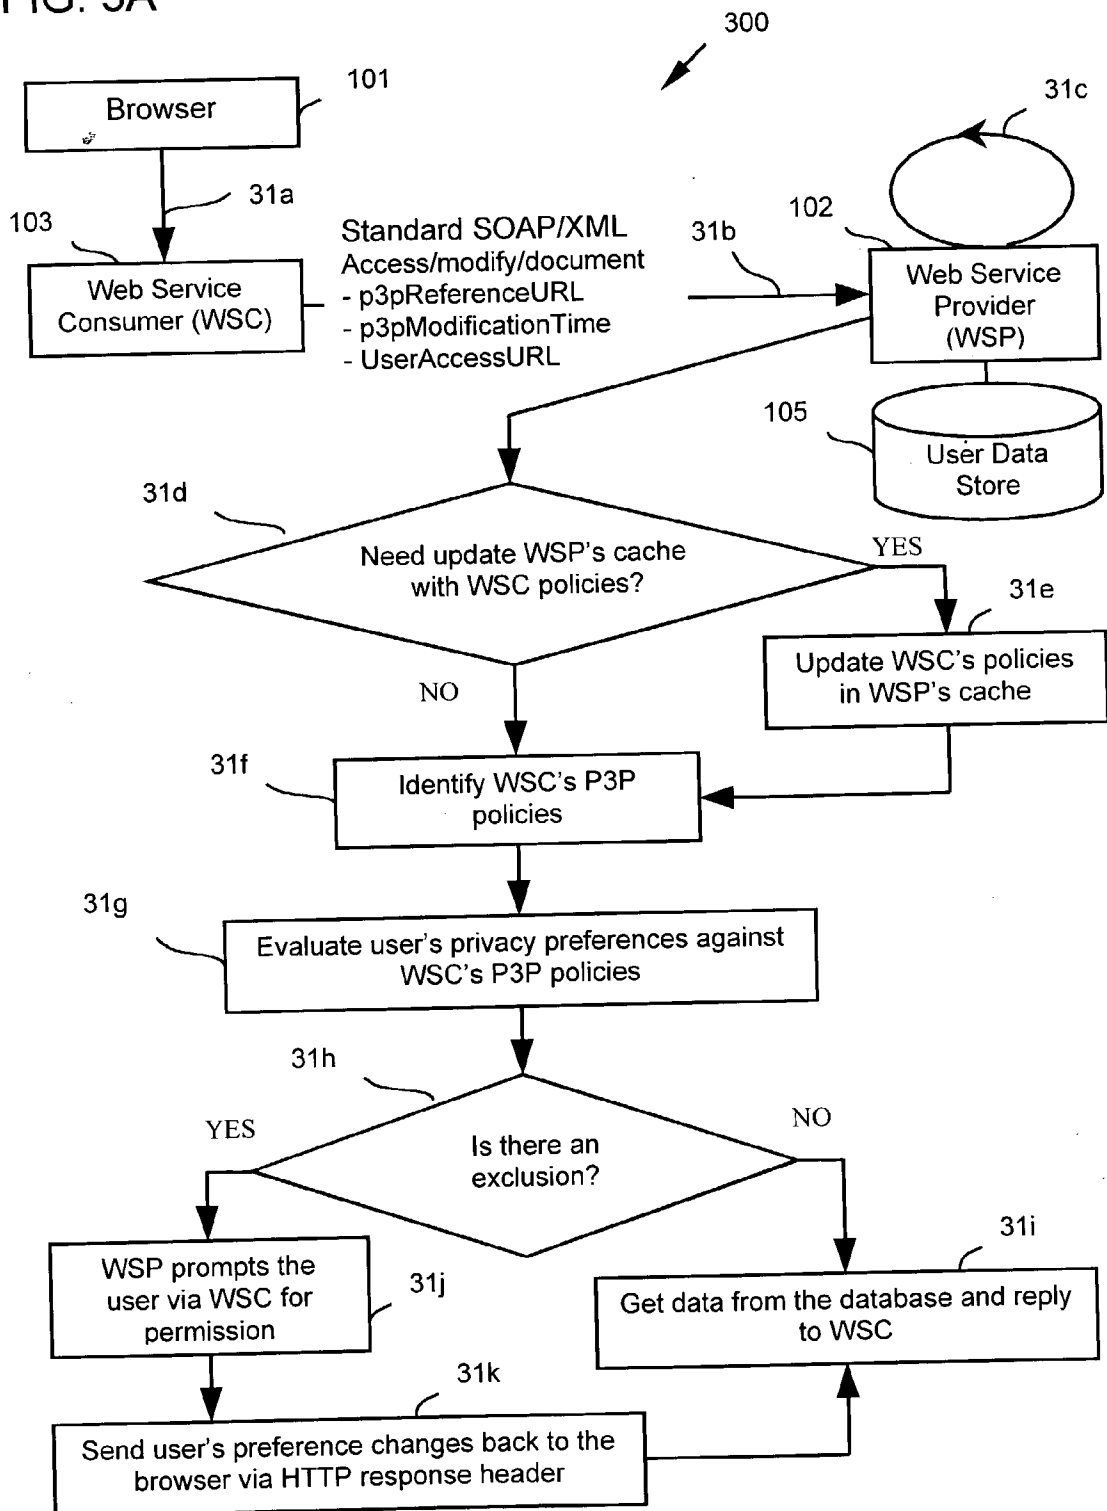 FIG. 3A
300
101
Browser
31c
31a
103
102
Standard SOAP/XML
Access/modify/document
- p3pReferenceURL
- p3pModificationTime
- UserAccessURL
31b
Web Service
Consumer (WSC)
Web Service
Provider
(WSP)
105
User Data
Store
31d
Need update WSP's cache
with WSC policies?
YES
31e
Update WSC's policies
in WSP's cache
NO
31f
Identify WSC's P3P
policies
31g
Evaluate user's privacy preferences against
WSC's P3P policies
31h
YES
NO
Is there an
exclusion?
31i
WSP prompts the
user via WSC for
permission
31j
Get data from the database and reply
to WSC
31k
Send user's preference changes back to the
browser via HTTP response header